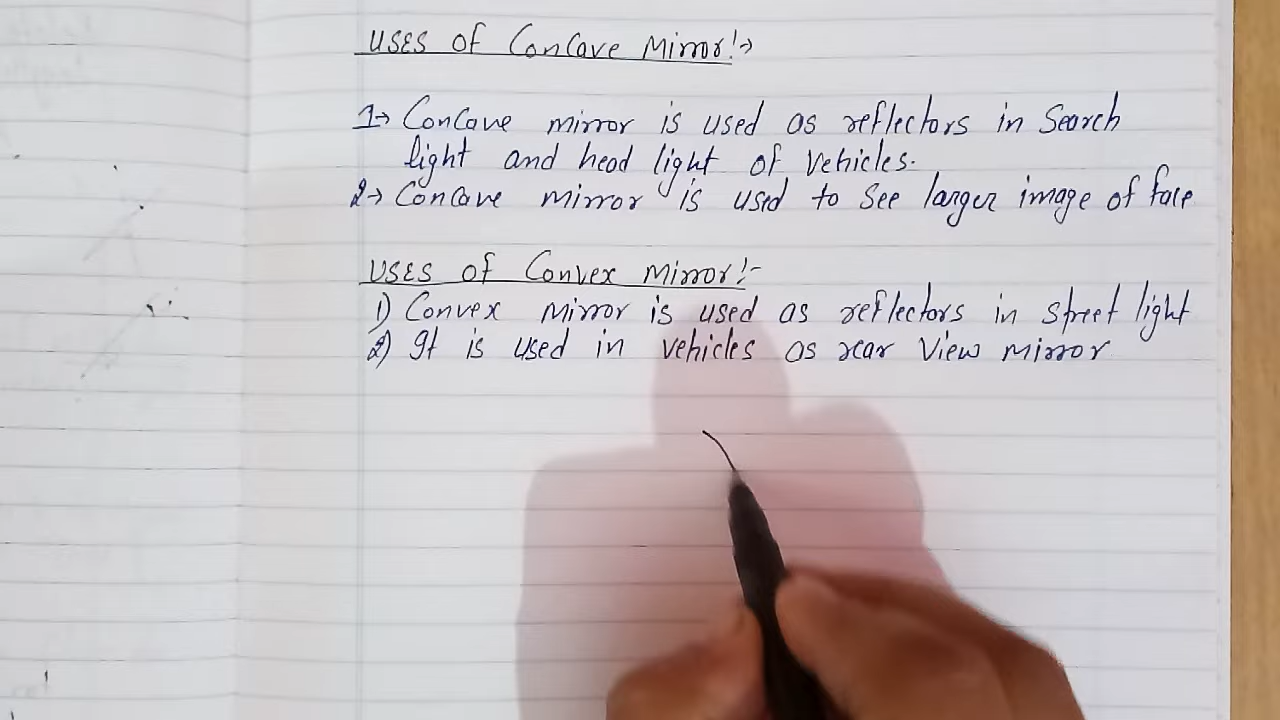 USES of Concave Mirror!→
1→ Concave mirror is used as reflectors in Search
light and head light of Vehicles.
2→ Concave mirror is used to See larger image of face
USES of Convex Mirror!-
1) Convex mirror is used as reflectors in street light
2) It is used in vehicles as rear View mirror